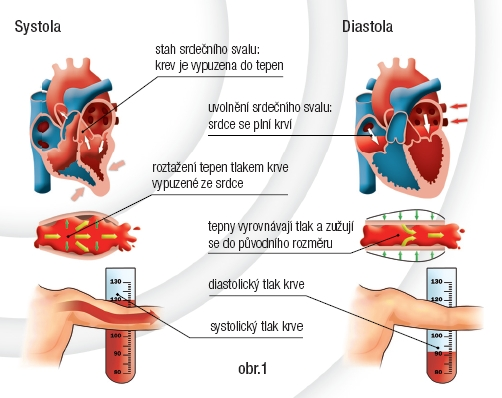 Systola
Diastola
stah srdečního svalu:
krev je vypuzena do tepen
uvolnění srdečního svalu:
srdce se plní krví
roztažení tepen tlakem krve
vypuzené ze srdce
tepny vyrovnávají tlak a zužují
se do původního rozměru
diastolický tlak krve
systolický tlak krve
130
120
100
90
80
130
120
100
90
80
obr.1